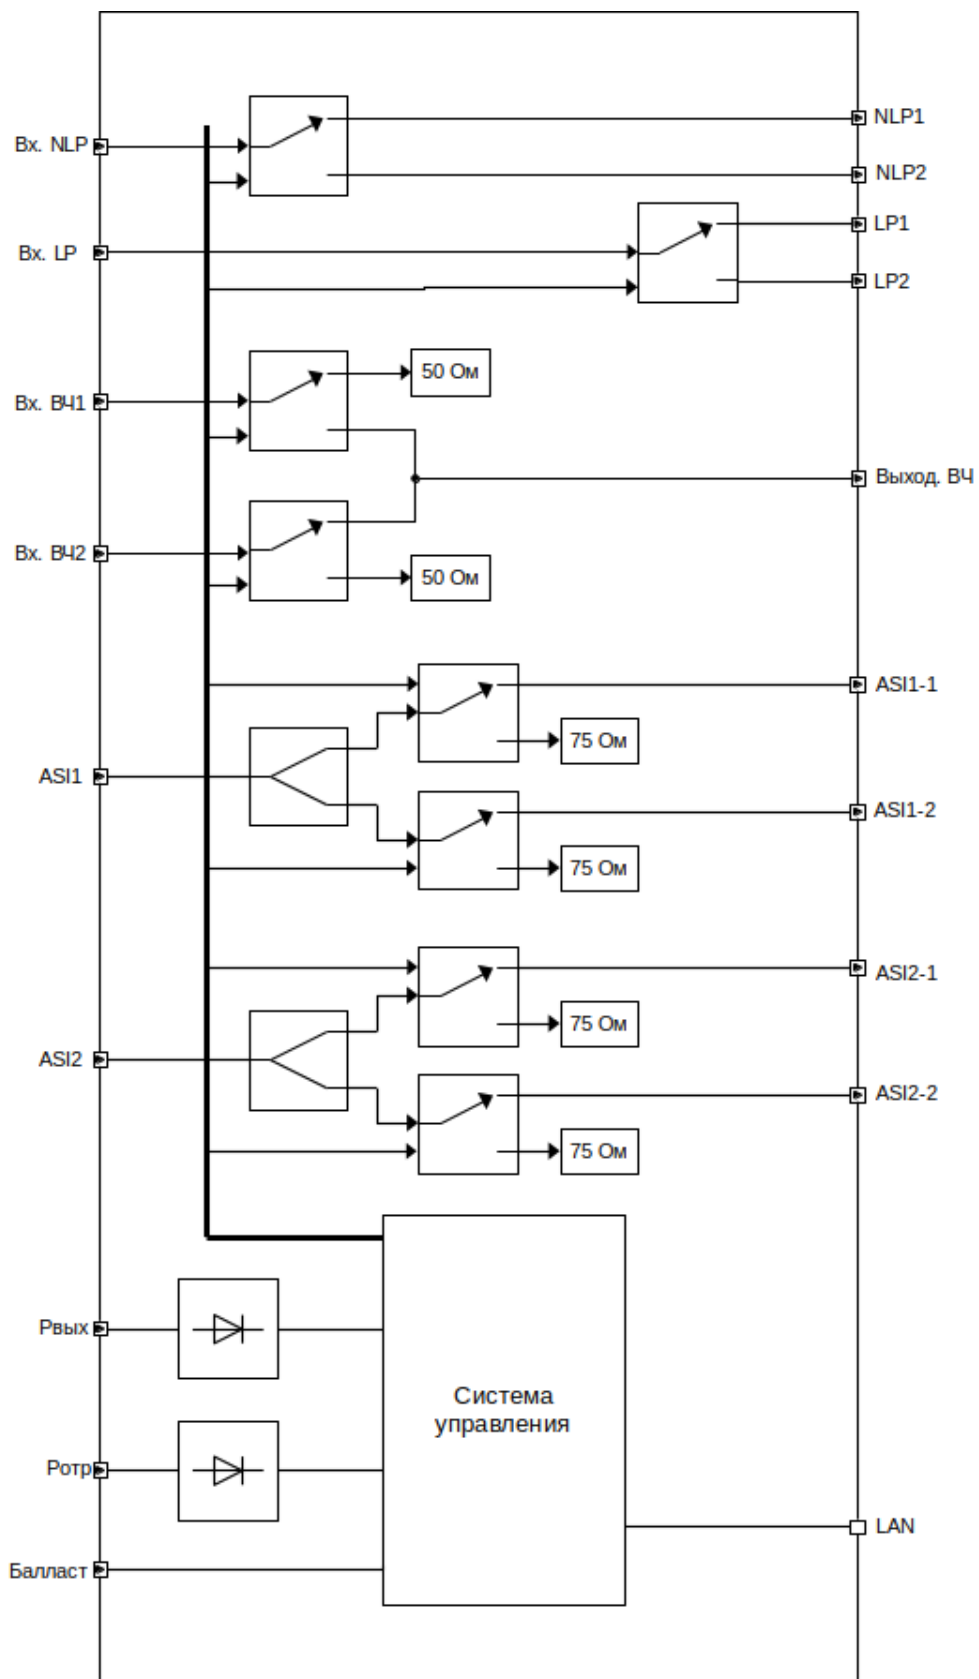 Вх. NLP
NLP1
NLP2
Вх. LP
LP1
LP2
Вх. ВЧ1
50 Ом
Выход. ВЧ
Вх. ВЧ2
50 Ом
ASI1-1
75 Ом
ASI1
ASI1-2
75 Ом
ASI2-1
75 Ом
ASI2
ASI2-2
75 Ом
Pвых
Система
управления
Pотр
LAN
Балласт